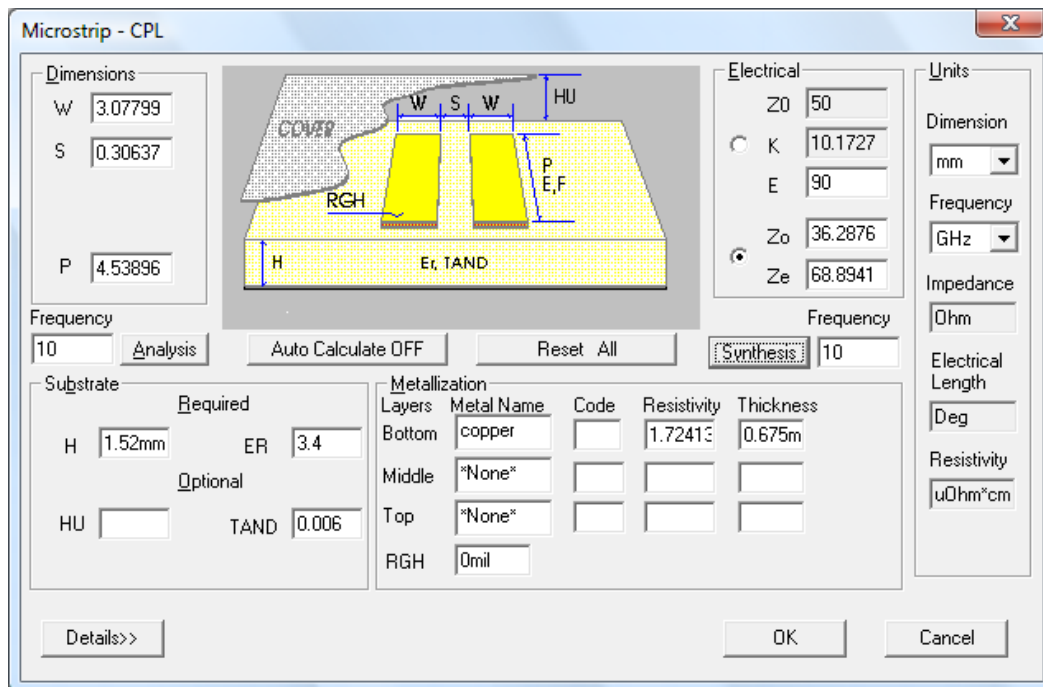 Microstrip - CPL
Dimensions
W 3.07799
S 0.30637
P 4.53896
COVER
W S W
HU
P
E,F
RGH
H
Er, TAND
Electrical
Z0 50
K 10.1727
E 90
Zo 36.2876
Ze 68.8941
Units
Dimension
mm
Frequency
GHz
Impedance
Ohm
Electrical
Length
Deg
Resistivity
uOhm*cm
Frequency
10 Analysis
Auto Calculate OFF
Reset All
Frequency
Synthesis 10
Substrate
Required
H 1.52mm ER 3.4
Optional
HU TAND 0.006
Metallization
Layers Metal Name Code Resistivity Thickness
Bottom copper 1.72413 0.675m
Middle *None*
Top *None*
RGH 0mil
Details>>
OK
Cancel